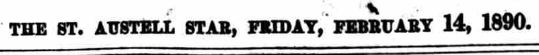 THE ST. AUSTELL STAR, FRIDAY, FEBRUARY 14, 1890.